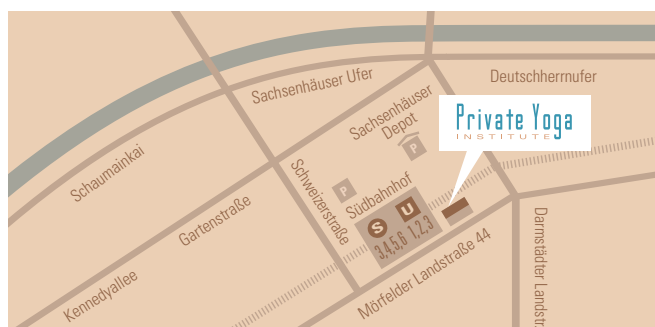 Sachsenhäuser Ufer
Deutschherrnufer
Sachsenhäuser
Depot
P
Private Yoga
INSTITUTE
Schaumainkai
P
Schweizerstraße
Südbahnhof
S U
3,4,5,6 1,2,3
Gartenstraße
Kennedyallee
Mörfelder Landstraße 44
Darmstädter Landstr